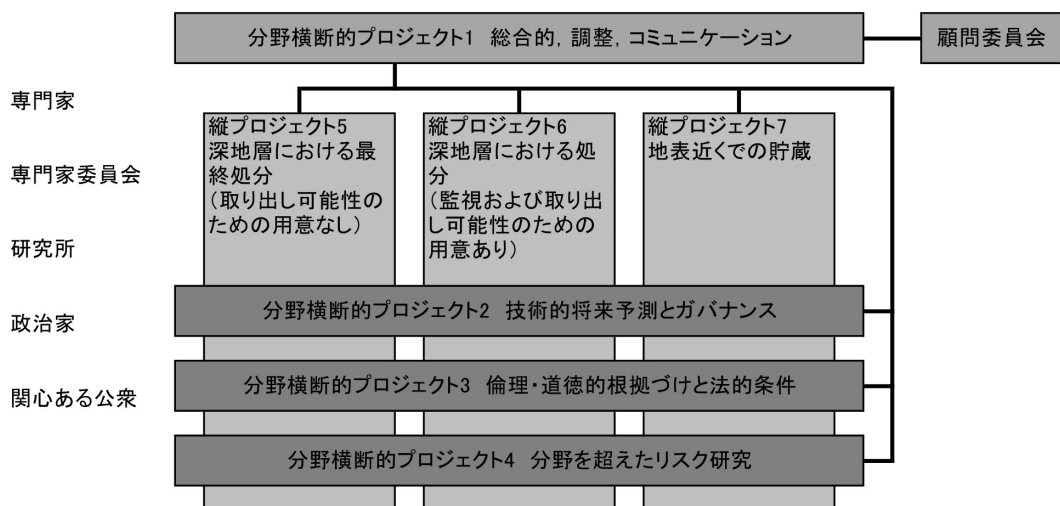 分野横断的プロジェクト1 総合的, 調整, コミュニケーション
顧問委員会
専門家
専門家委員会
研究所
政治家
関心ある公衆
縦プロジェクト5
深地層における最
終処分
(取り出し可能性の
ための用意なし)
縦プロジェクト6
深地層における処
分
(監視および取り出
し可能性のための
用意あり)
縦プロジェクト7
地表近くでの貯蔵
分野横断的プロジェクト2 技術的将来予測とガバナンス
分野横断的プロジェクト3 倫理・道徳的根拠づけと法的条件
分野横断的プロジェクト4 分野を超えたリスク研究